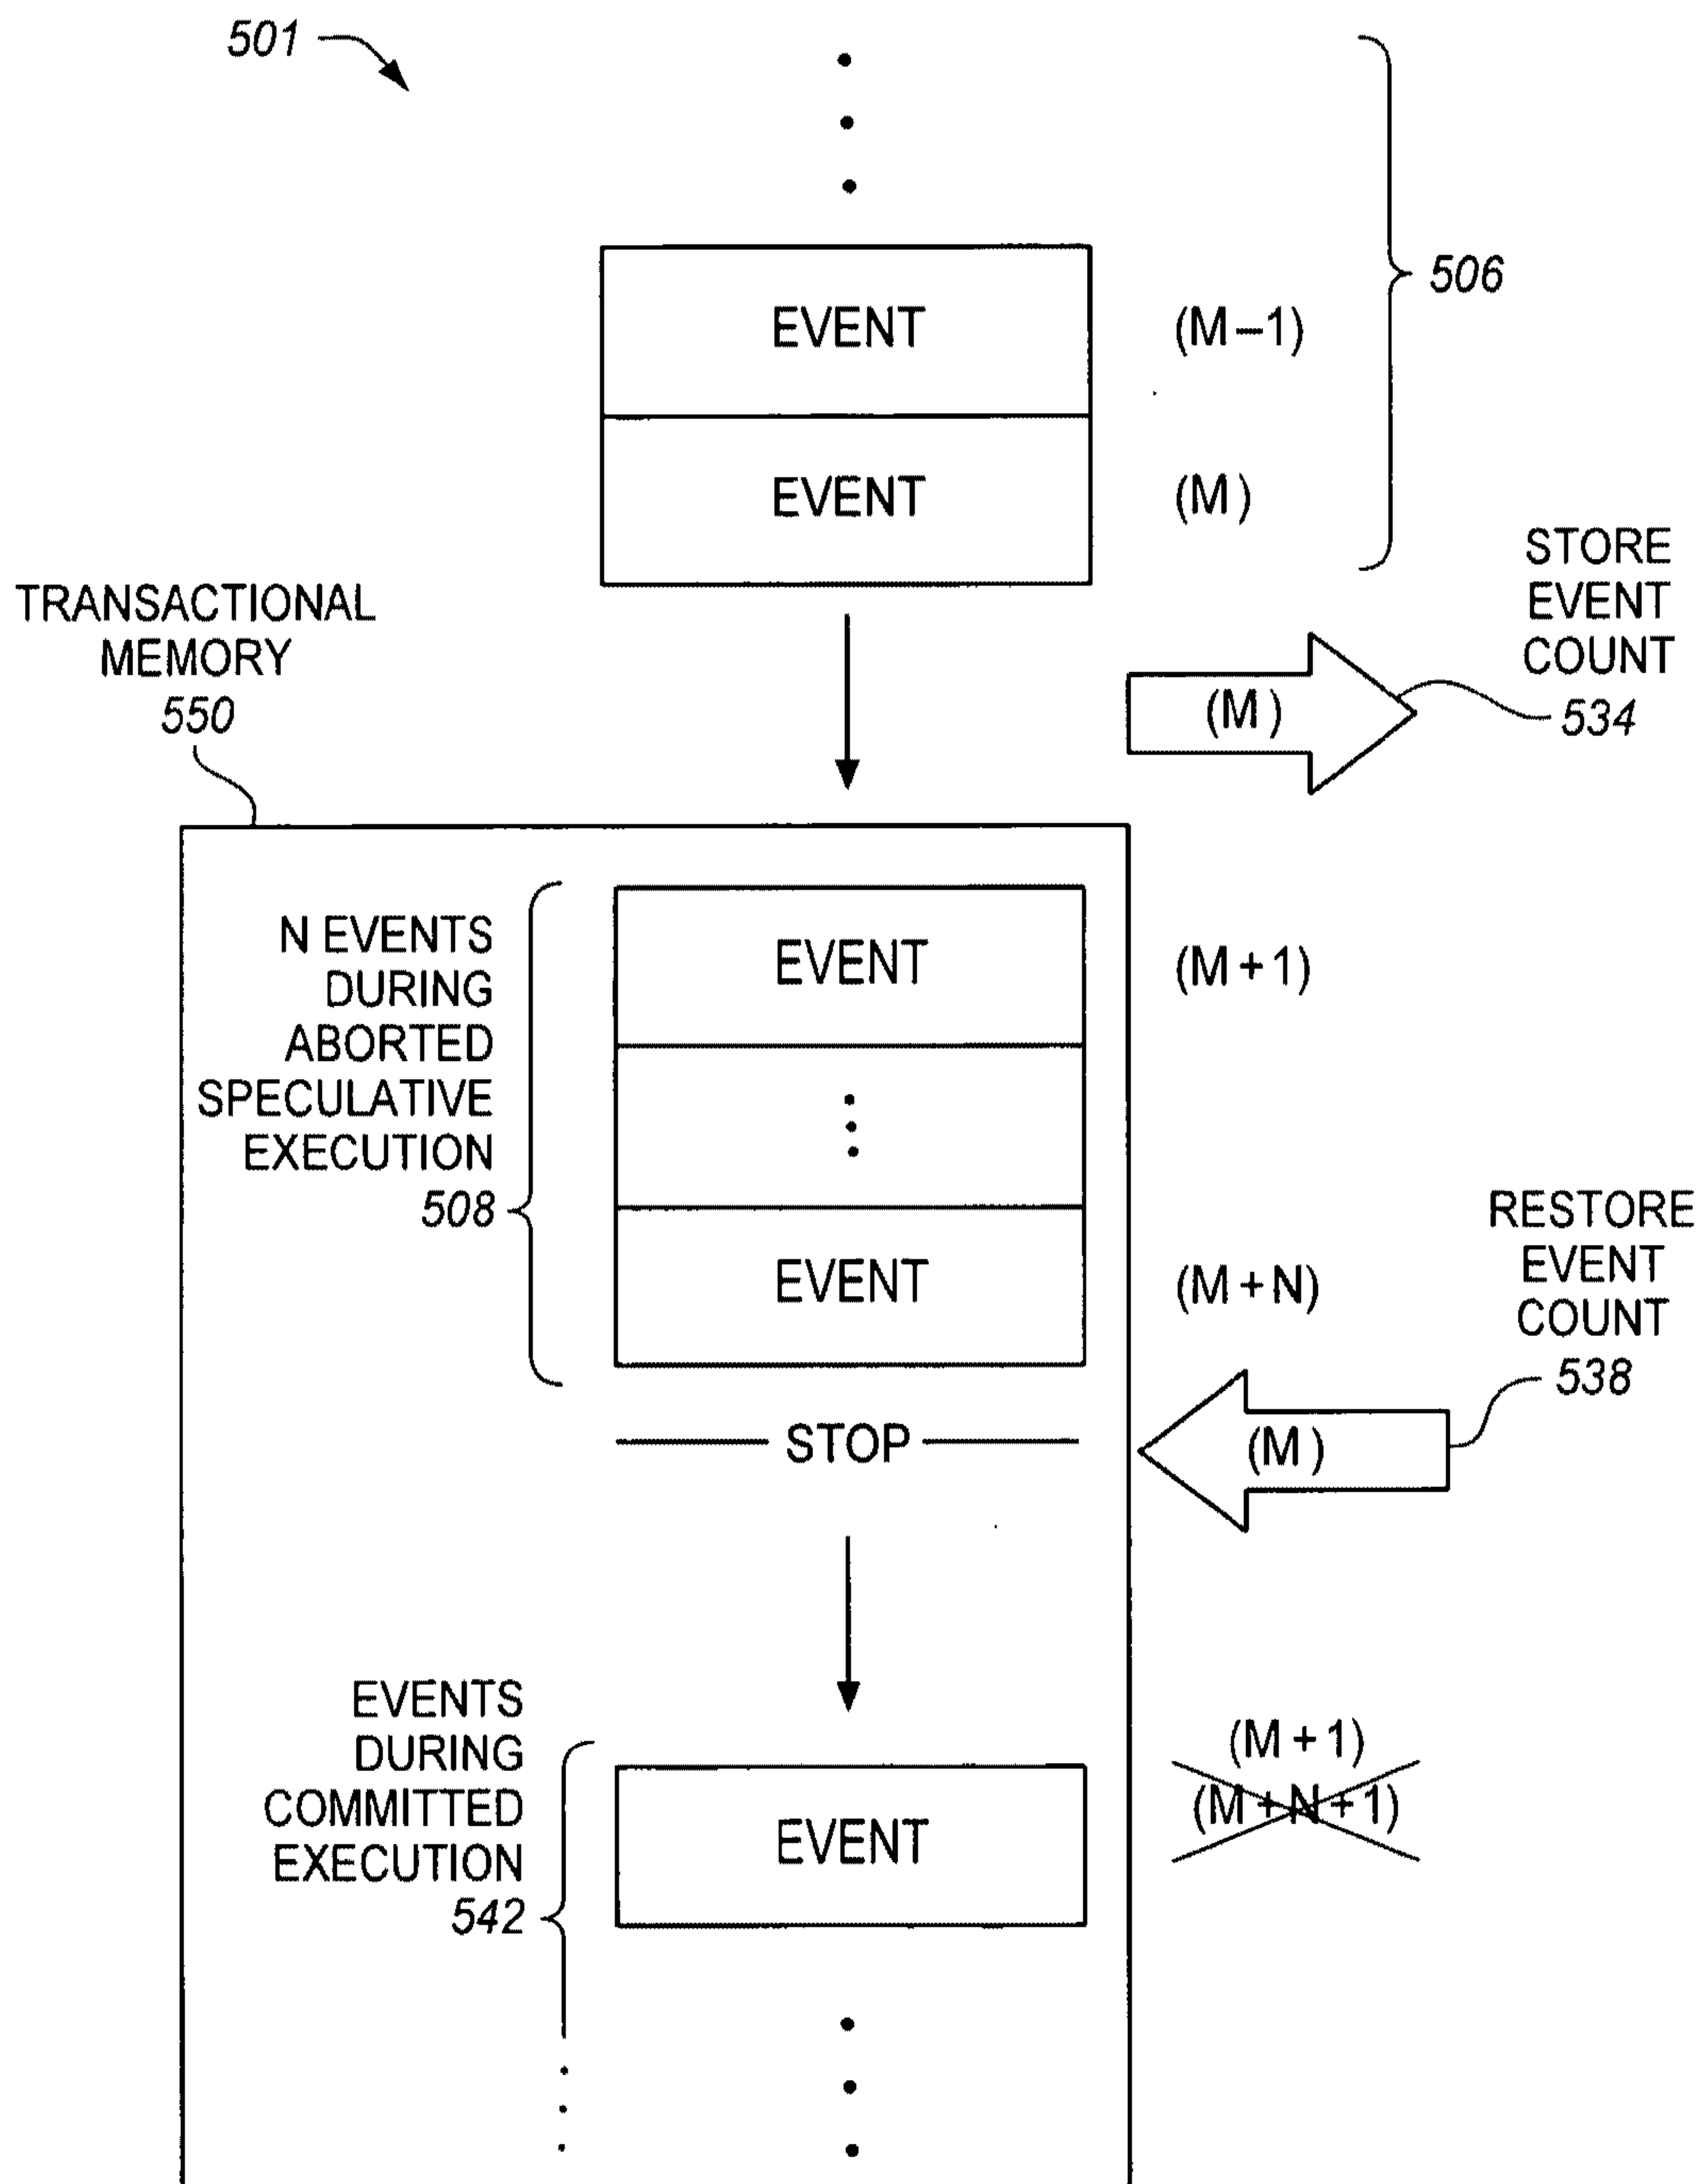 501
EVENT
(M–1)
506
EVENT
(M)
STORE
EVENT
COUNT
534
(M)
TRANSACTIONAL
MEMORY
550
N EVENTS
DURING
ABORTED
SPECULATIVE
EXECUTION
508
EVENT
(M+1)
EVENT
(M+N)
RESTORE
EVENT
COUNT
538
STOP
(M)
EVENTS
DURING
COMMITTED
EXECUTION
542
EVENT
(M+1)
(M+N+1)